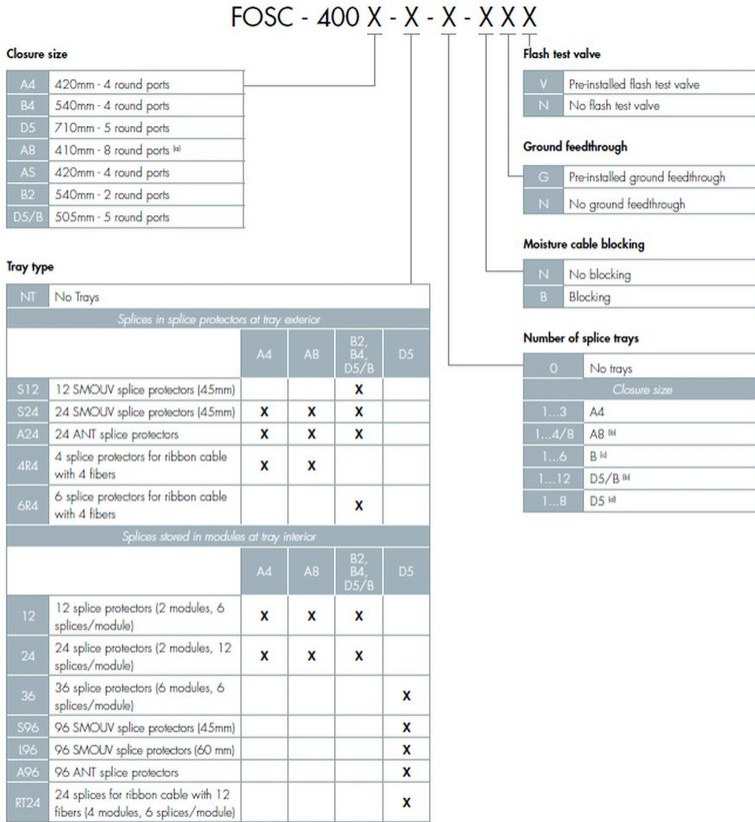 FOSC - 400 X - X - X - X X X
Closure size
A4 420mm - 4 round ports
B4 540mm - 4 round ports
D5 710mm - 5 round ports
A8 410mm - 8 round ports (a)
AS 420mm - 4 round ports
B2 540mm - 2 round ports
D5/B 505mm - 5 round ports
Tray type
NT No Trays
Splices in splice protectors at tray exterior
A4 A8 B2, B4, D5/B D5
S12 12 SMOUV splice protectors (45mm) X
S24 24 SMOUV splice protectors (45mm) X X X
A24 24 ANT splice protectors X X X
4R4 4 splice protectors for ribbon cable
with 4 fibers X X
6R4 6 splice protectors for ribbon cable
with 4 fibers X
Splices stored in modules at tray interior
A4 A8 B2, B4, D5/B D5
12 12 splice protectors (2 modules, 6
splices/module) X X X
24 24 splice protectors (2 modules, 12
splices/module) X X X
36 36 splice protectors (6 modules, 6
splices/module) X
S96 96 SMOUV splice protectors (45mm) X
L96 96 SMOUV splice protectors (60 mm) X
A96 96 ANT splice protectors X
RT24 24 splices for ribbon cable with 12
fibers (4 modules, 6 splices/module) X
Flash test valve
V Pre-installed flash test valve
N No flash test valve
Ground feedthrough
G Pre-installed ground feedthrough
N No ground feedthrough
Moisture cable blocking
N No blocking
B Blocking
Number of splice trays
0 No trays
Closure size
1...3 A4
1...4/8 A8 (b)
1...6 B (c)
1...12 D5/B (b)
1...8 D5 (d)